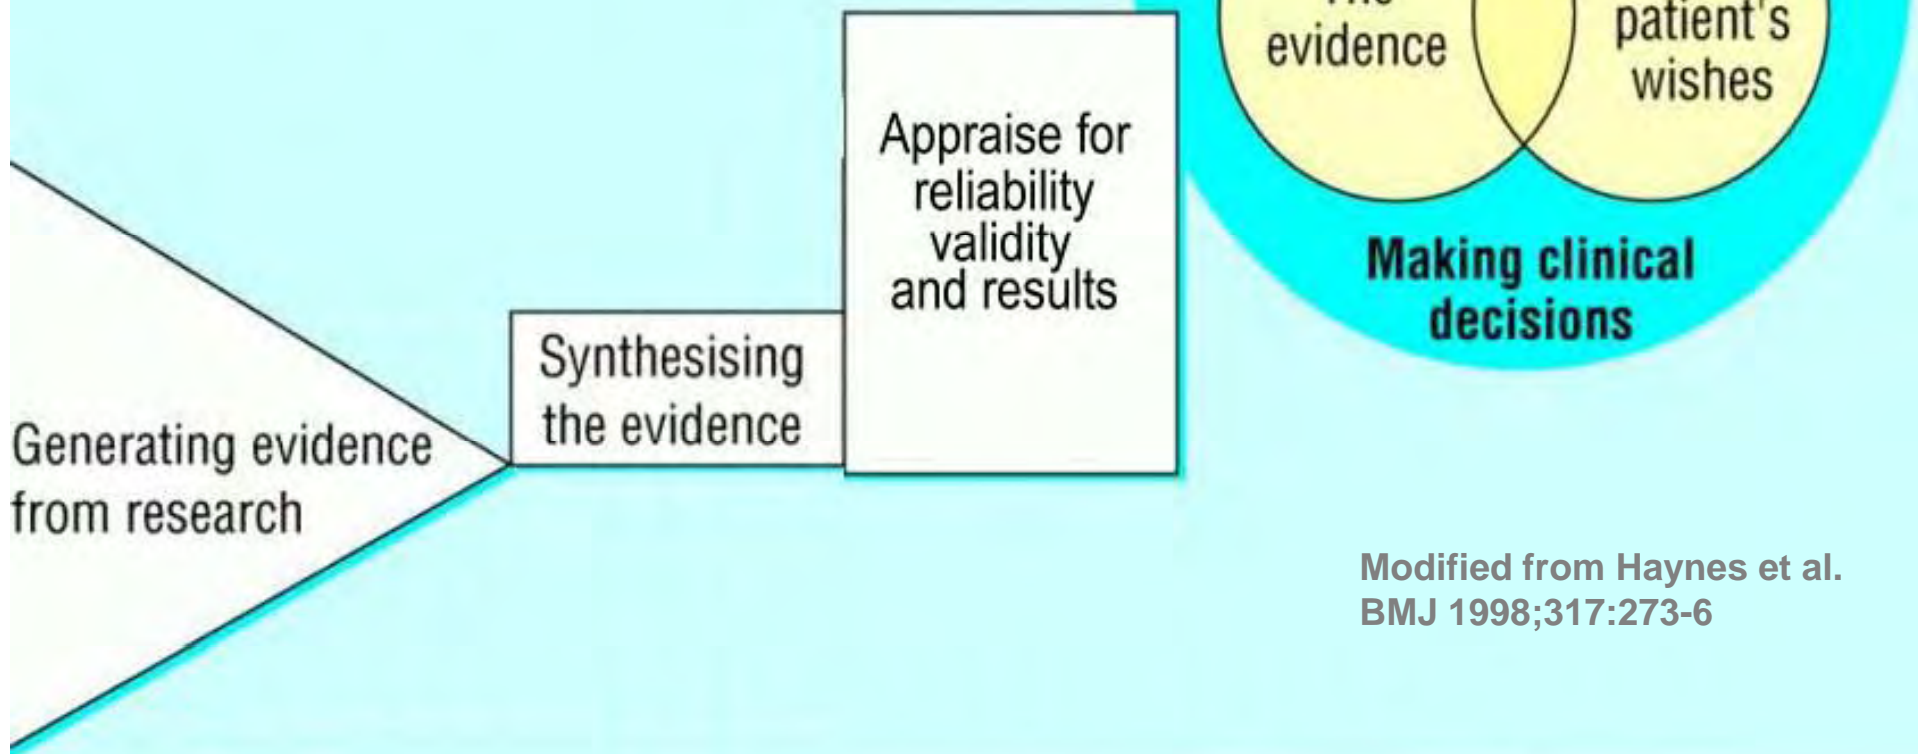 evidence
patient's
wishes
Appraise for
reliability
validity
and results
Making clinical
decisions
Synthesising
the evidence
Generating evidence
from research
Modified from Haynes et al.
BMJ 1998;317:273-6